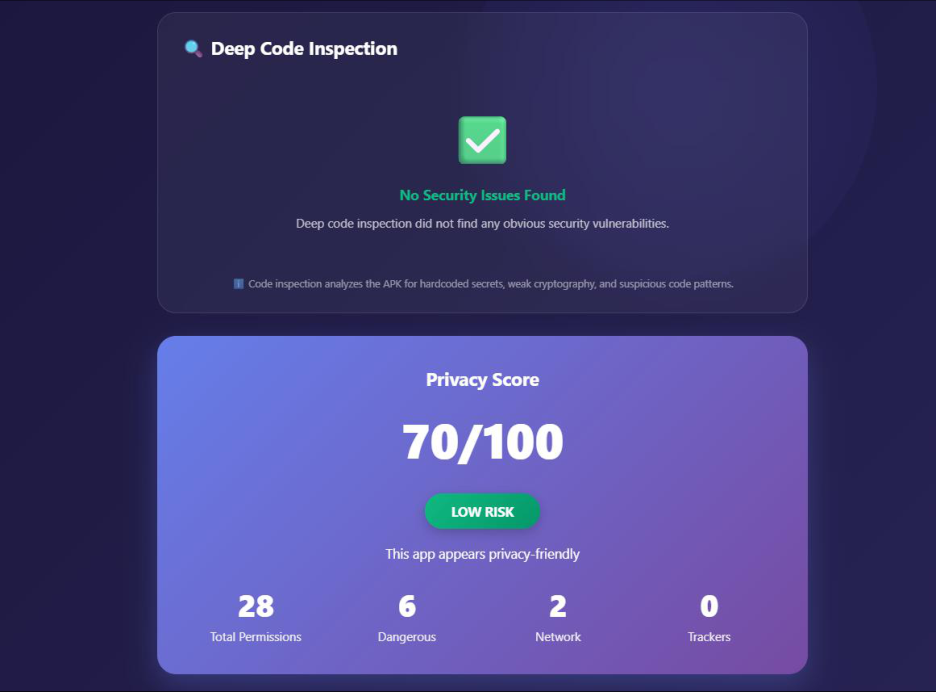 Deep Code Inspection
No Security Issues Found
Deep code inspection did not find any obvious security vulnerabilities.
Code inspection analyzes the APK for hardcoded secrets, weak cryptography, and suspicious code patterns.
Privacy Score
70/100
LOW RISK
This app appears privacy-friendly
28 6 2 0
Total Permissions Dangerous Network Trackers